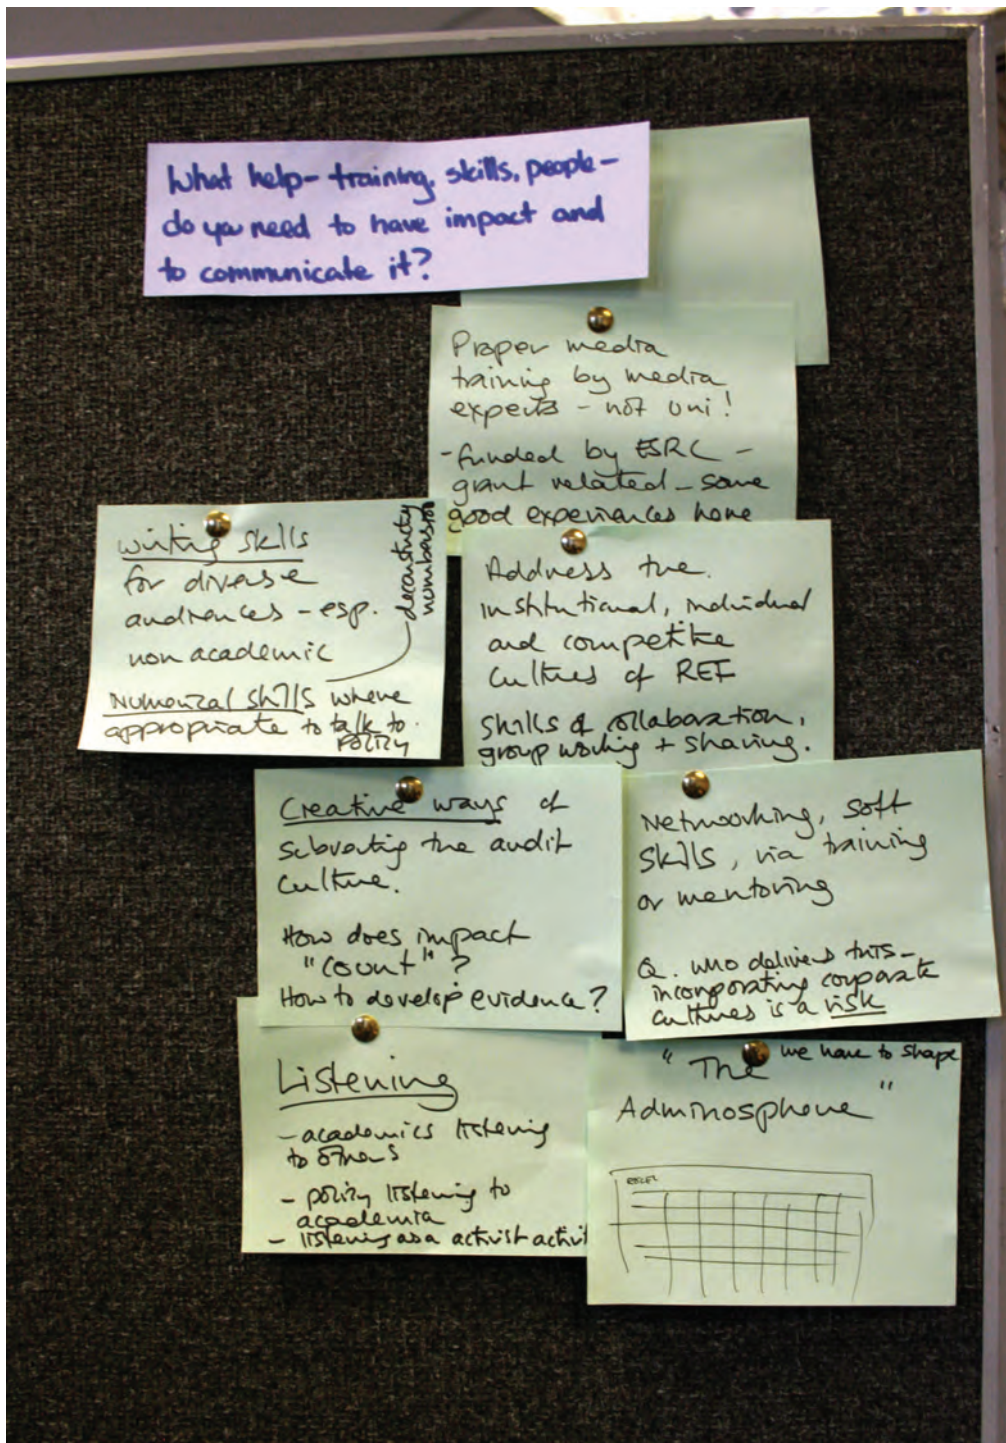 What help - training, skills, people -
do you need to have impact and
to communicate it?
Proper media
training by media
experts - not uni!
- funded by ESRC -
grant related - some
good experiences here
writing skills
for diverse
audiences - esp.
non academic
Numerical skills where
appropriate to talk to
policy
Address the
institutional, individual
and competitive
cultures of REF
Skills of collaboration,
group working + sharing.
Creative ways of
subverting the audit
culture.
How does impact
"count"?
How to develop evidence?
Networking, soft
skills, via training
or mentoring
Q. who delivers this -
incorporating corporate
cultures is a risk
Listening
- academics listening
to others
- policy listening to
academia
- listening as a activist
we have to shape
"The
Adminosphere"